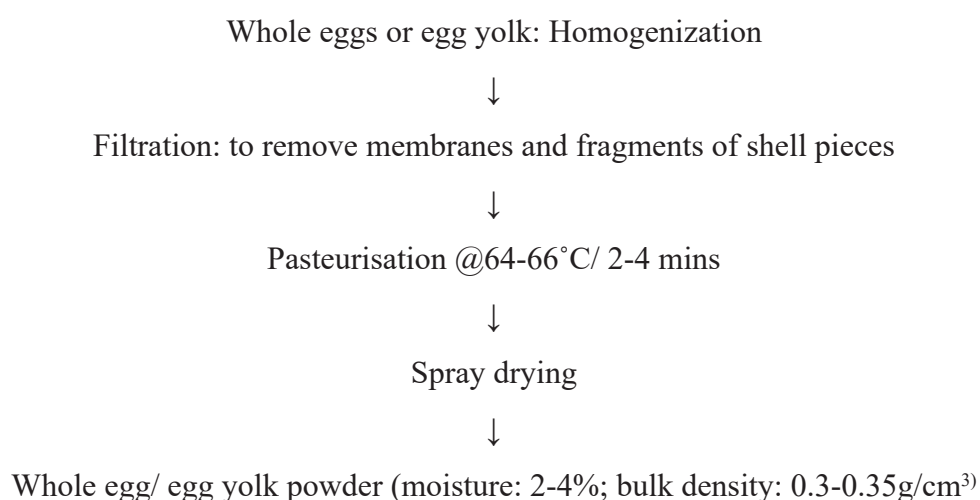 Whole eggs or egg yolk: Homogenization
↓
Filtration: to remove membranes and fragments of shell pieces
↓
Pasteurisation @64-66˚C/ 2-4 mins
↓
Spray drying
↓
Whole egg/ egg yolk powder (moisture: 2-4%; bulk density: 0.3-0.35g/cm³)